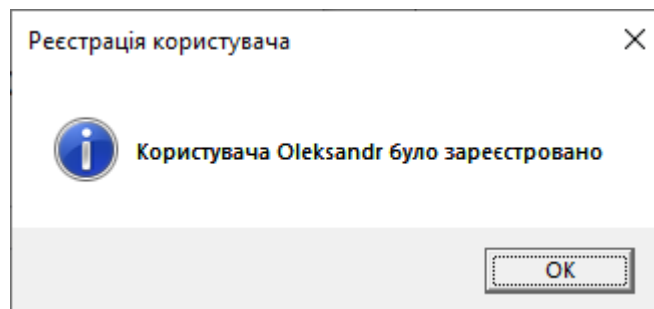 Реєстрація користувача
Користувача Oleksandr було зареєстровано
OK